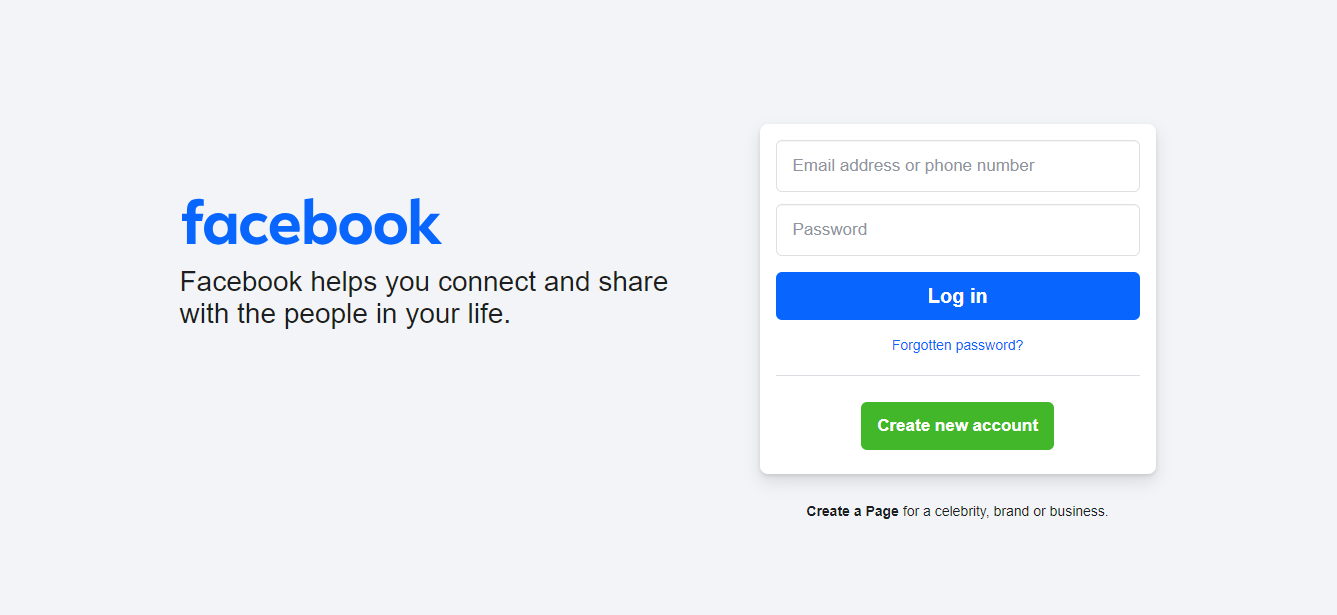 facebook
Facebook helps you connect and share
with the people in your life.
Email address or phone number
Password
Log in
Forgotten password?
Create new account
Create a Page for a celebrity, brand or business.